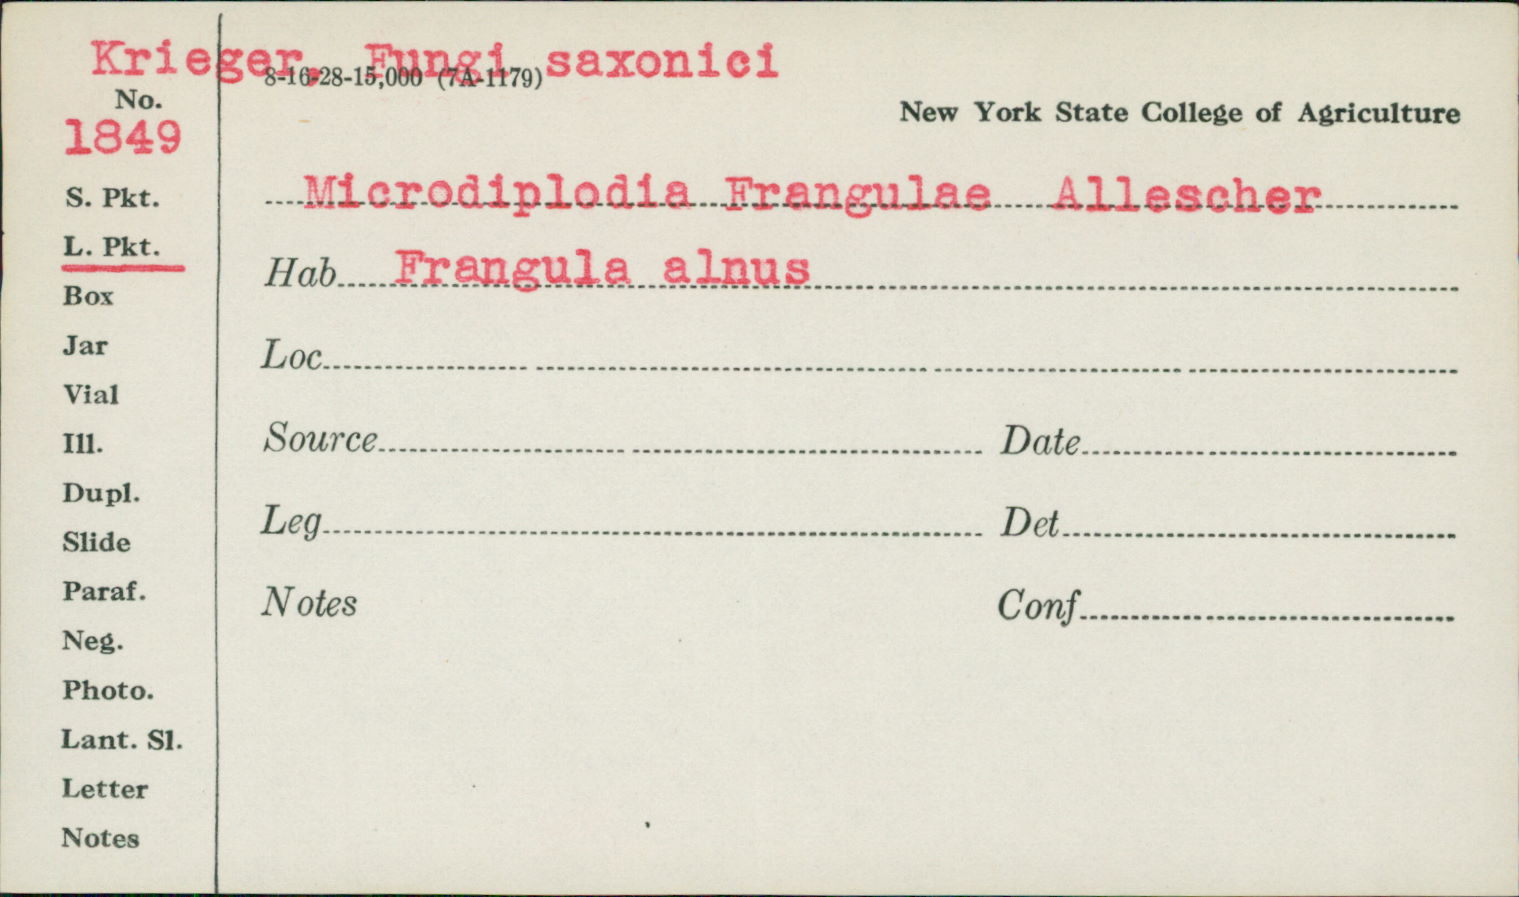 Krieger, Fungi saxonici
8-16-28-15,000 (7A-1179)
No.
1849
New York State College of Agriculture
S. Pkt.
Microdiplodia Frangulae Allescher
L. Pkt.
Hab Frangula alnus
Box
Jar
Loc
Vial
Ill.
Source Date
Dupl.
Slide
Leg Det
Paraf.
Notes Conf
Neg.
Photo.
Lant. Sl.
Letter
Notes